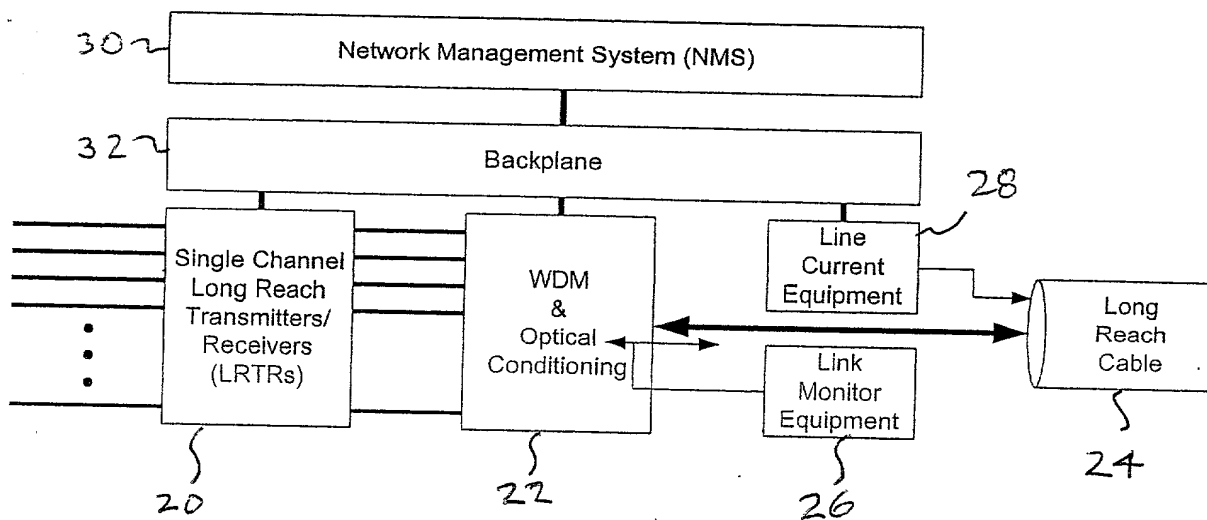 30
Network Management System (NMS)
32
Backplane
28
Single Channel
Long Reach
Transmitters/
Receivers
(LRTRs)
WDM
&
Optical
Conditioning
Line
Current
Equipment
Link
Monitor
Equipment
Long
Reach
Cable
20
22
26
24